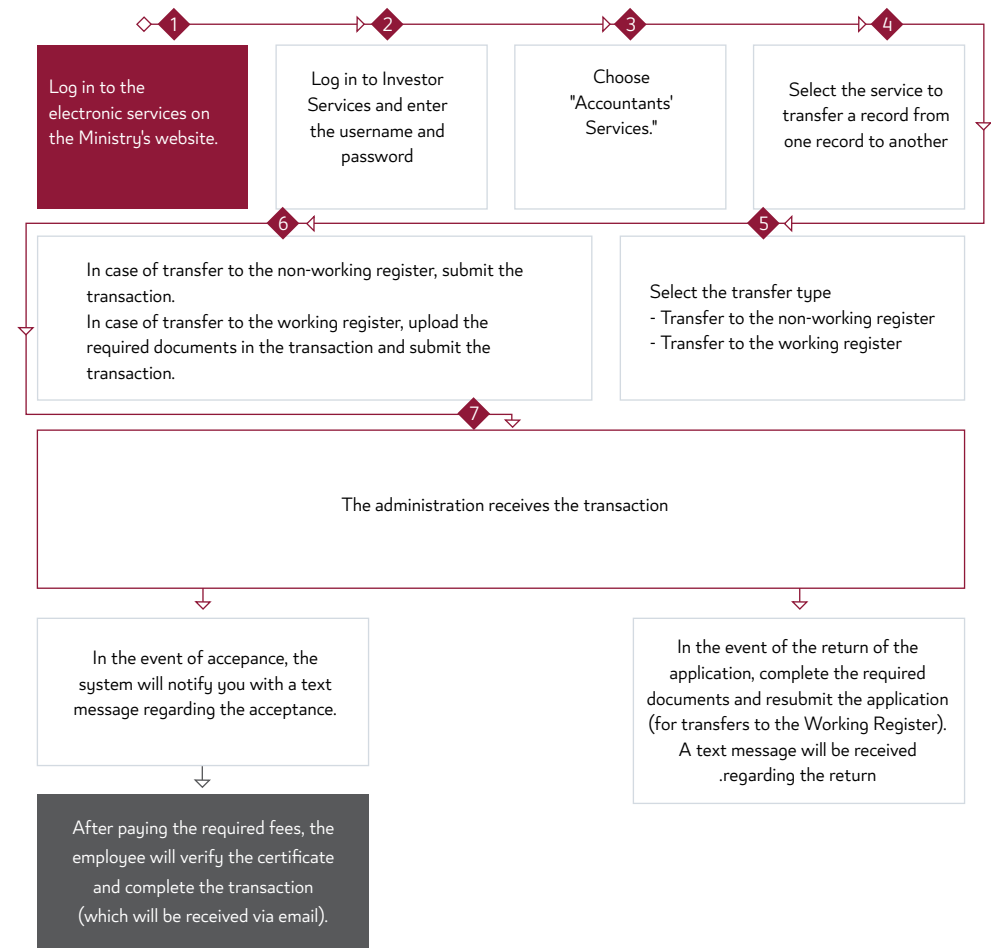 1
Log in to the
electronic services on
the Ministry's website.
2
Log in to Investor
Services and enter
the username and
password
3
Choose
"Accountants'
Services."
4
Select the service to
transfer a record from
one record to another
5
Select the transfer type
- Transfer to the non-working register
- Transfer to the working register
6
In case of transfer to the non-working register, submit the
transaction.
In case of transfer to the working register, upload the
required documents in the transaction and submit the
transaction.
7
The administration receives the transaction
In the event of accepance, the
system will notify you with a text
message regarding the acceptance.
In the event of the return of the
application, complete the required
documents and resubmit the application
(for transfers to the Working Register).
A text message will be received
.regarding the return
After paying the required fees, the
employee will verify the certificate
and complete the transaction
(which will be received via email).